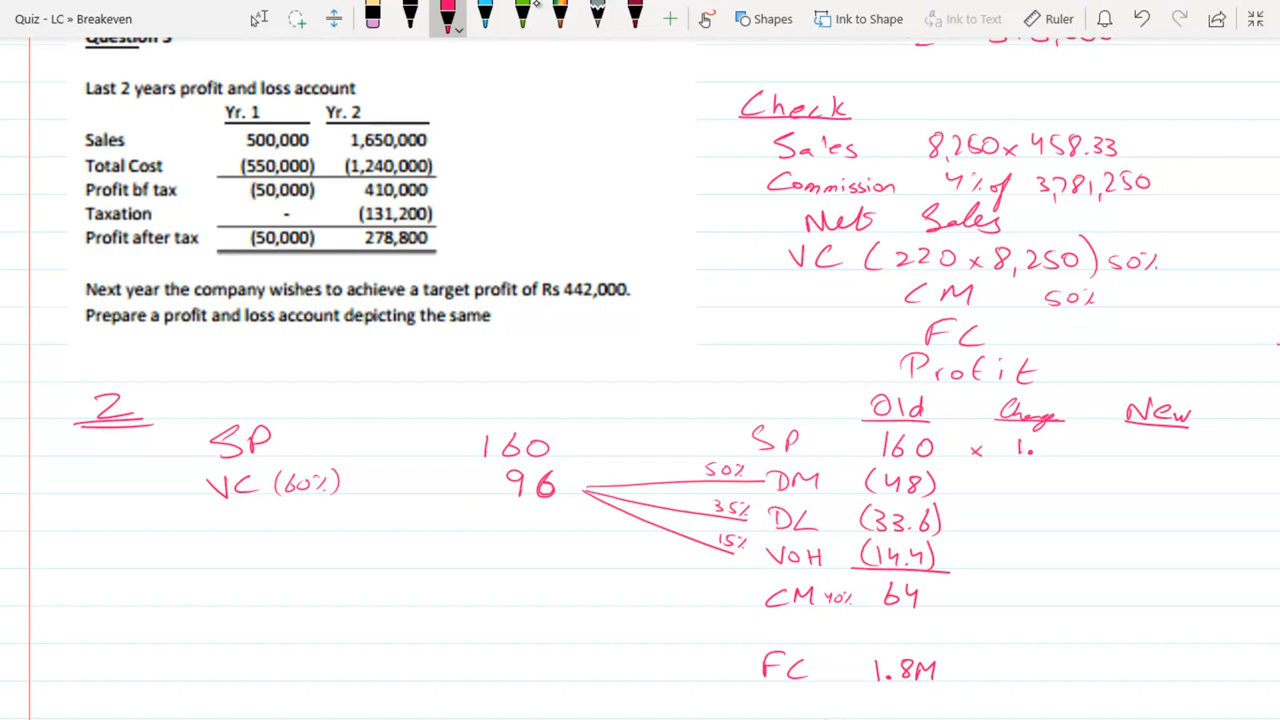 Quiz - LC » Breakeven
Shapes
Ink to Shape
Ink to Text
Ruler
Last 2 years profit and loss account
Yr. 1 Yr. 2
Sales 500,000 1,650,000
Total Cost (550,000) (1,240,000)
Profit bf tax (50,000) 410,000
Taxation - (131,200)
Profit after tax (50,000) 278,800
Next year the company wishes to achieve a target profit of Rs 442,000.
Prepare a profit and loss account depicting the same
Check
Sales 8,250 x 458.33
Commission 4% of 3,781,250
Net Sales
VC (220 x 8,250) 50%
CM 50%
FC
Profit
2
SP 160
VC (60%) 96
Old Change New
SP 160 x 1.
50% DM (48)
35% DL (33.6)
15% VOH (14.4)
CM 40% 64
FC 1.8M